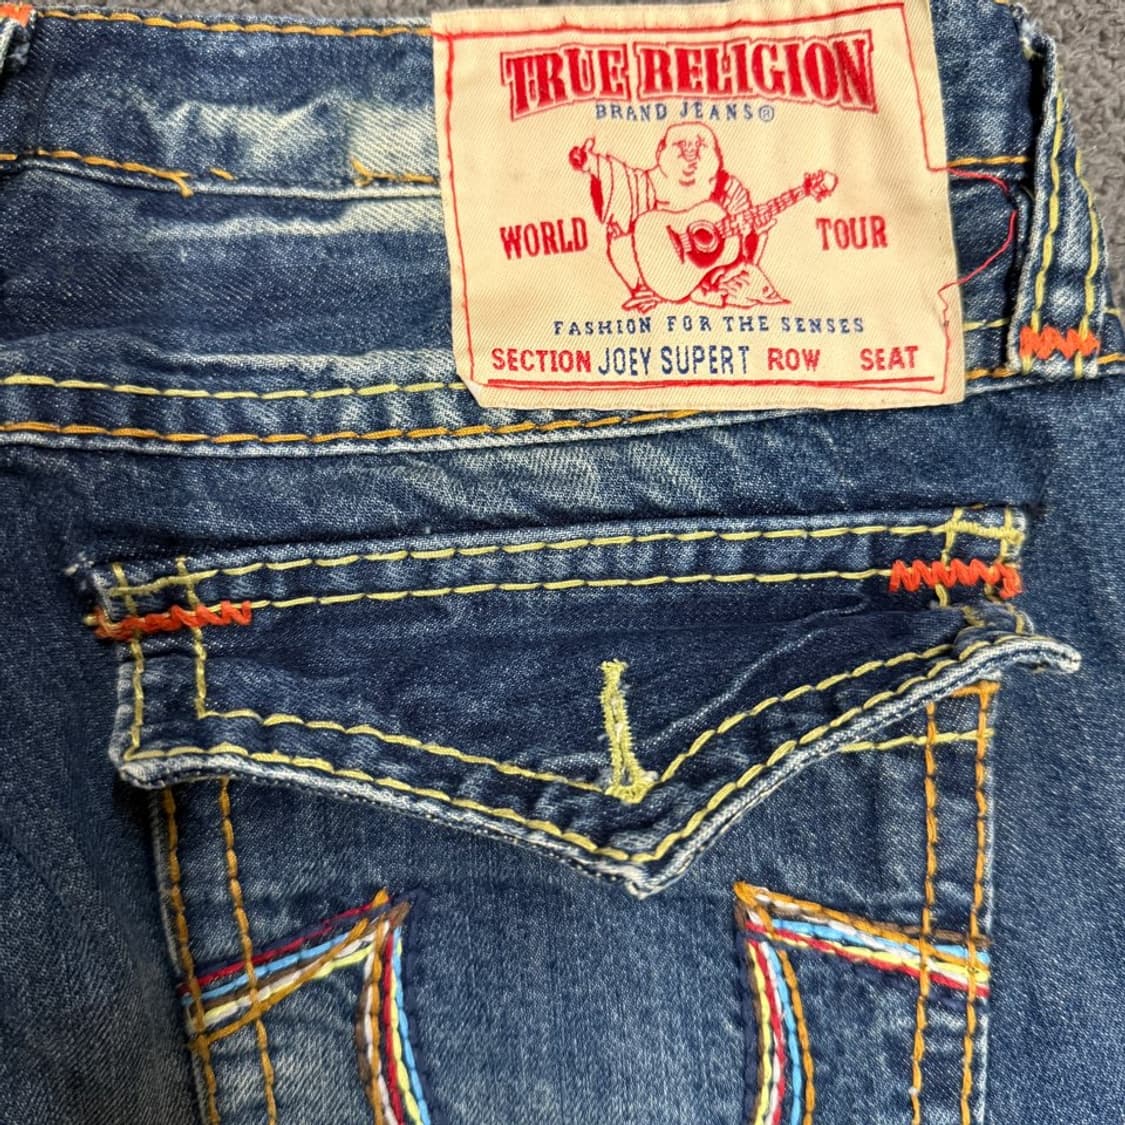 TRUE RELIGION
BRAND JEANS®
WORLD TOUR
FASHION FOR THE SENSES
SECTION JOEY SUPERT ROW SEAT